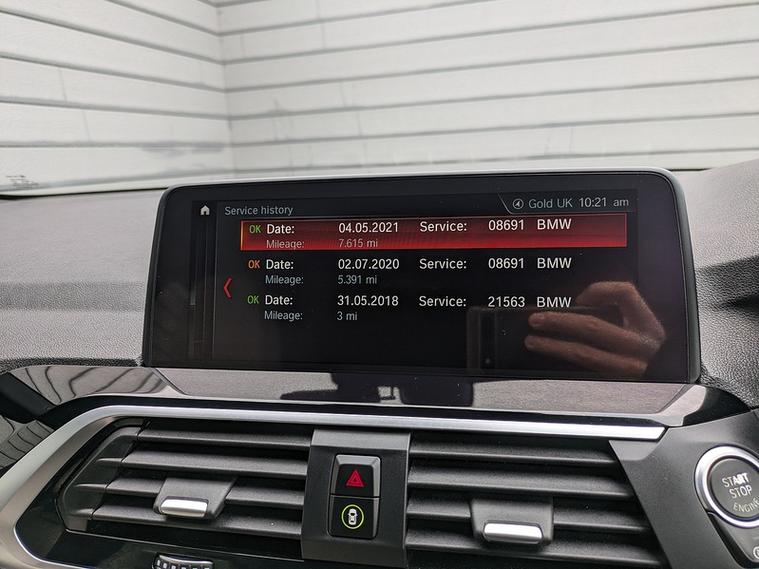 Service history
Gold UK 10:21 am
OK Date: 04.05.2021 Service: 08691 BMW
Mileage: 7.615 mi
OK Date: 02.07.2020 Service: 08691 BMW
Mileage: 5.391 mi
OK Date: 31.05.2018 Service: 21563 BMW
Mileage: 3 mi
START
STOP
ENGINE